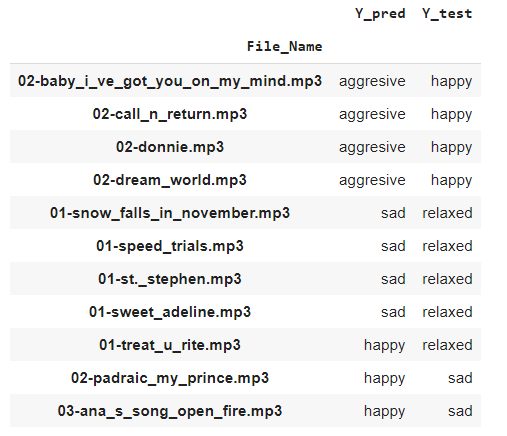 Y_pred Y_test
File_Name
02-baby_i_ve_got_you_on_my_mind.mp3 aggresive happy
02-call_n_return.mp3 aggresive happy
02-donnie.mp3 aggresive happy
02-dream_world.mp3 aggresive happy
01-snow_falls_in_november.mp3 sad relaxed
01-speed_trials.mp3 sad relaxed
01-st._stephen.mp3 sad relaxed
01-sweet_adeline.mp3 sad relaxed
01-treat_u_rite.mp3 happy relaxed
02-padraic_my_prince.mp3 happy sad
03-ana_s_song_open_fire.mp3 happy sad